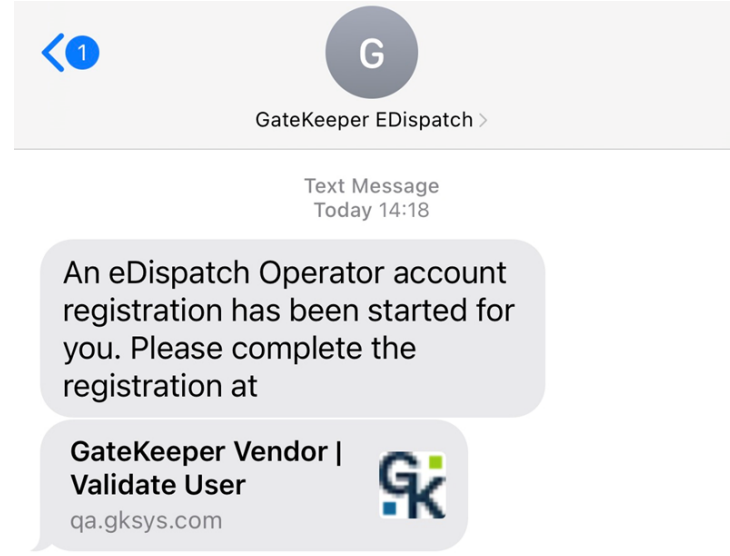 1
G
GateKeeper EDispatch
Text Message
Today 14:18
An eDispatch Operator account
registration has been started for
you. Please complete the
registration at
GateKeeper Vendor |
Validate User
GK
qa.gksys.com